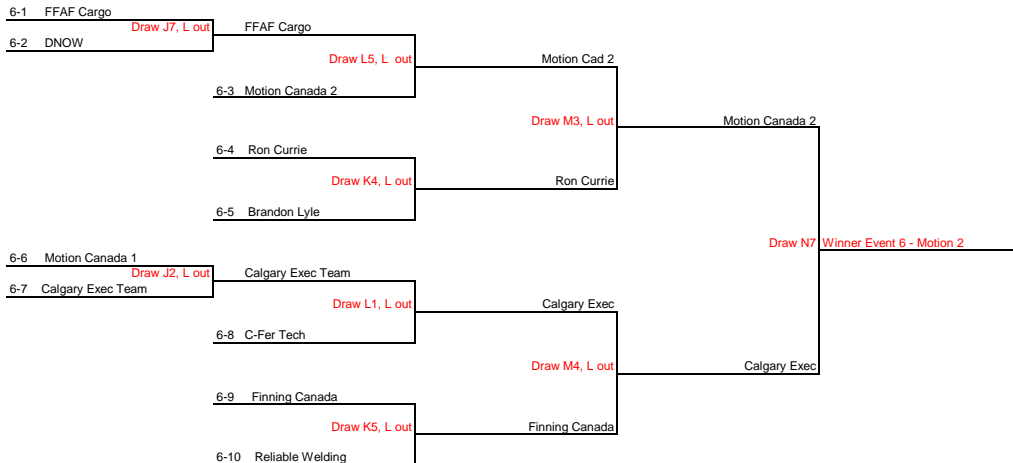 6-1 FFAF Cargo
Draw J7, L out
FFAF Cargo
6-2 DNOW
Draw L5, L out
Motion Cad 2
6-3 Motion Canada 2
Draw M3, L out
Motion Canada 2
6-4 Ron Currie
Draw K4, L out
Ron Currie
6-5 Brandon Lyle
Draw N7 Winner Event 6 - Motion 2
6-6 Motion Canada 1
Draw J2, L out
Calgary Exec Team
6-7 Calgary Exec Team
Draw L1, L out
Calgary Exec
6-8 C-Fer Tech
Draw M4, L out
Calgary Exec
6-9 Finning Canada
Draw K5, L out
Finning Canada
6-10 Reliable Welding